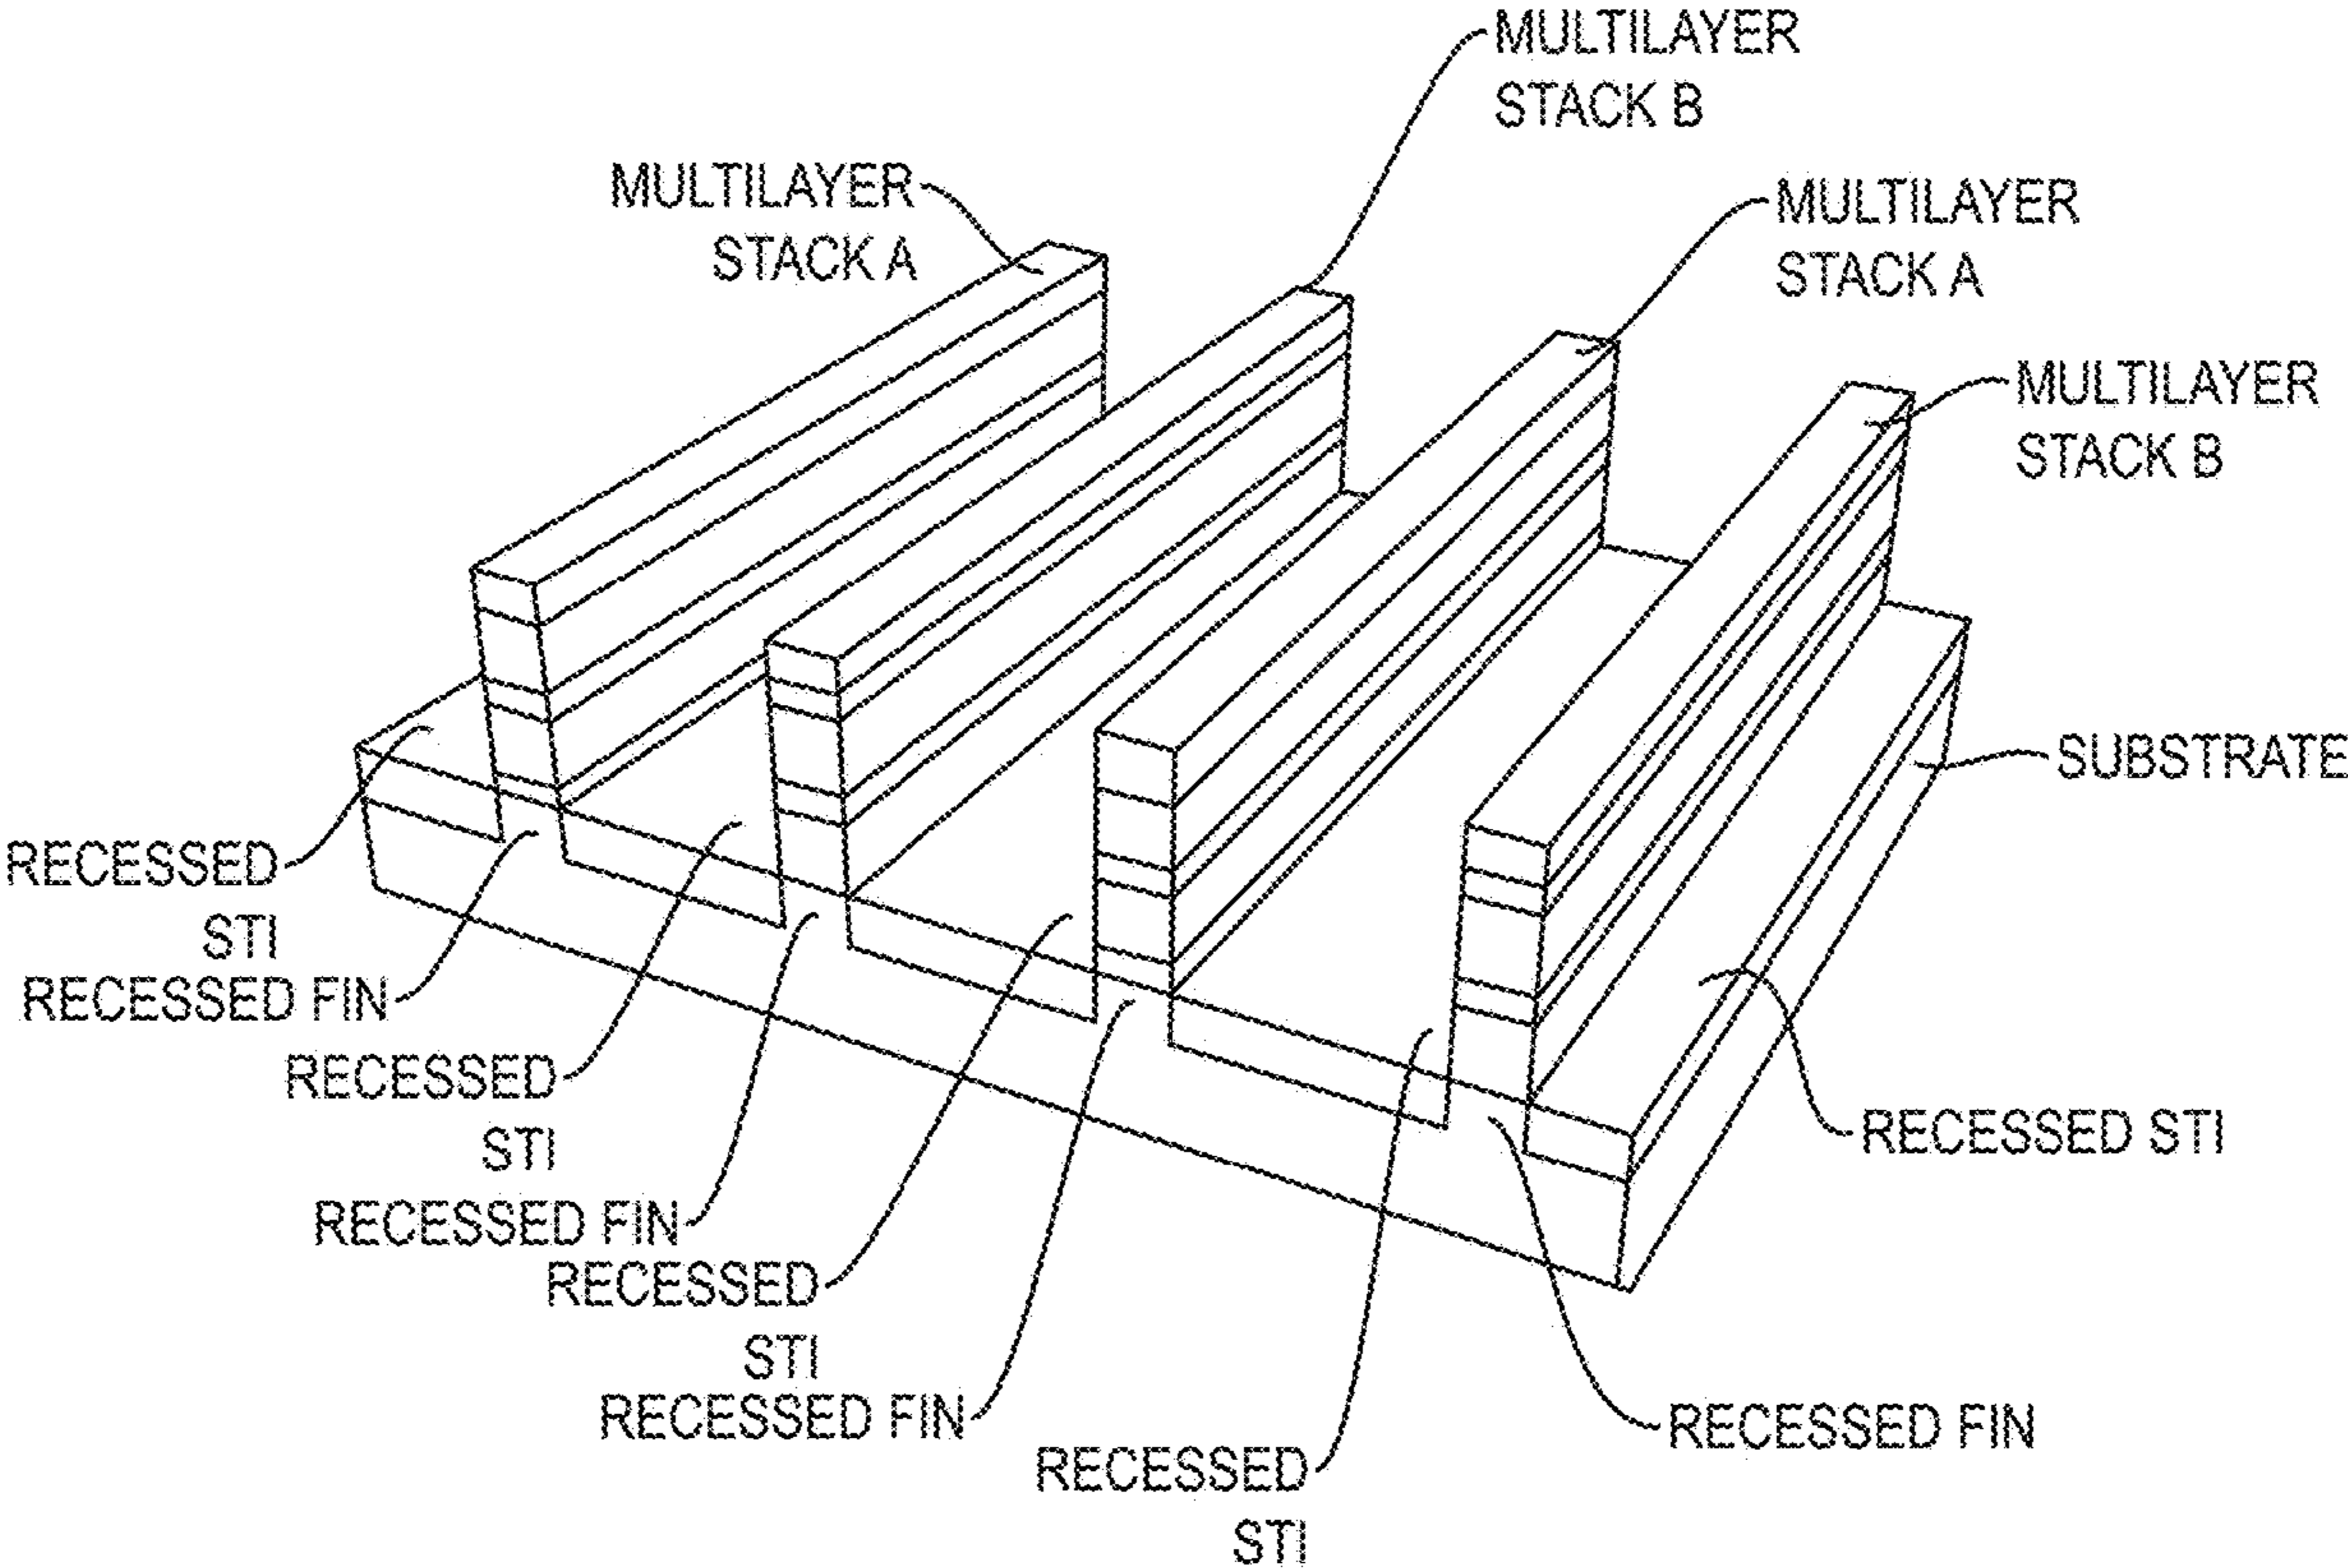 MULTILAYER
STACK B
MULTILAYER
STACK A
MULTILAYER
STACK A
MULTILAYER
STACK B
SUBSTRATE
RECESSED
STI
RECESSED FIN
RECESSED
STI
RECESSED STI
RECESSED FIN
RECESSED
STI
RECESSED FIN
RECESSED FIN
RECESSED
STI